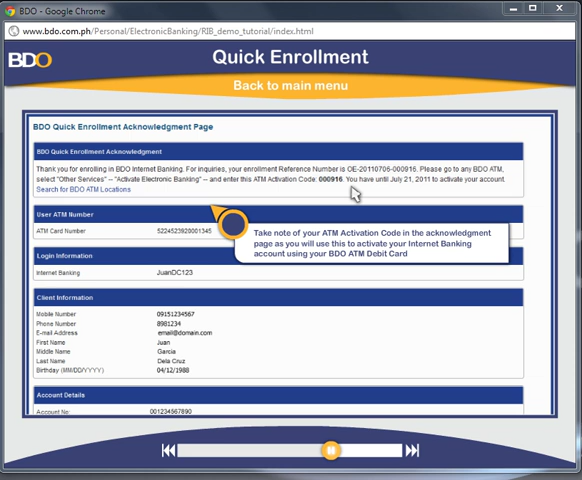 BDO - Google Chrome
www.bdo.com.ph/Personal/ElectronicBanking/RIB_demo_tutorial/index.html
BDO
Quick Enrollment
Back to main menu
BDO Quick Enrollment Acknowledgment Page
BDO Quick Enrollment Acknowledgment
Thank you for enrolling in BDO Internet Banking. For inquiries, your enrollment Reference Number is OE-20110706-000916. Please go to any BDO ATM,
select "Other Services" -- "Activate Electronic Banking" -- and enter this ATM Activation Code: 000916. You have until July 21, 2011 to activate your account.
Search for BDO ATM Locations
User ATM Number
ATM Card Number 5224523920001345
Take note of your ATM Activation Code in the acknowledgment
page as you will use this to activate your Internet Banking
account using your BDO ATM Debit Card
Login Information
Internet Banking JuanDC123
Client Information
Mobile Number 09151234567
Phone Number 8981234
E-mail Address email@domain.com
First Name Juan
Middle Name Garcia
Last Name Dela Cruz
Birthday (MM/DD/YYYY) 04/12/1988
Account Details
Account No: 001234567890